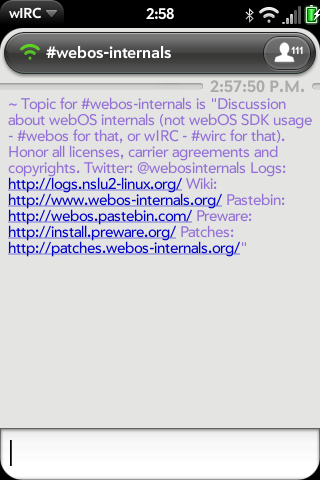 wIRC 2:58
#webos-internals 111
2:57:50 P.M.
~ Topic for #webos-internals is "Discussion
about webOS internals (not webOS SDK usage
- #webos for that, or wIRC - #wirc for that).
Honor all licenses, carrier agreements and
copyrights. Twitter: @webosinternals Logs:
http://logs.nslu2-linux.org/ Wiki:
http://www.webos-internals.org/ Pastebin:
http://webos.pastebin.com/ Preware:
http://install.preware.org/ Patches:
http://patches.webos-internals.org/"